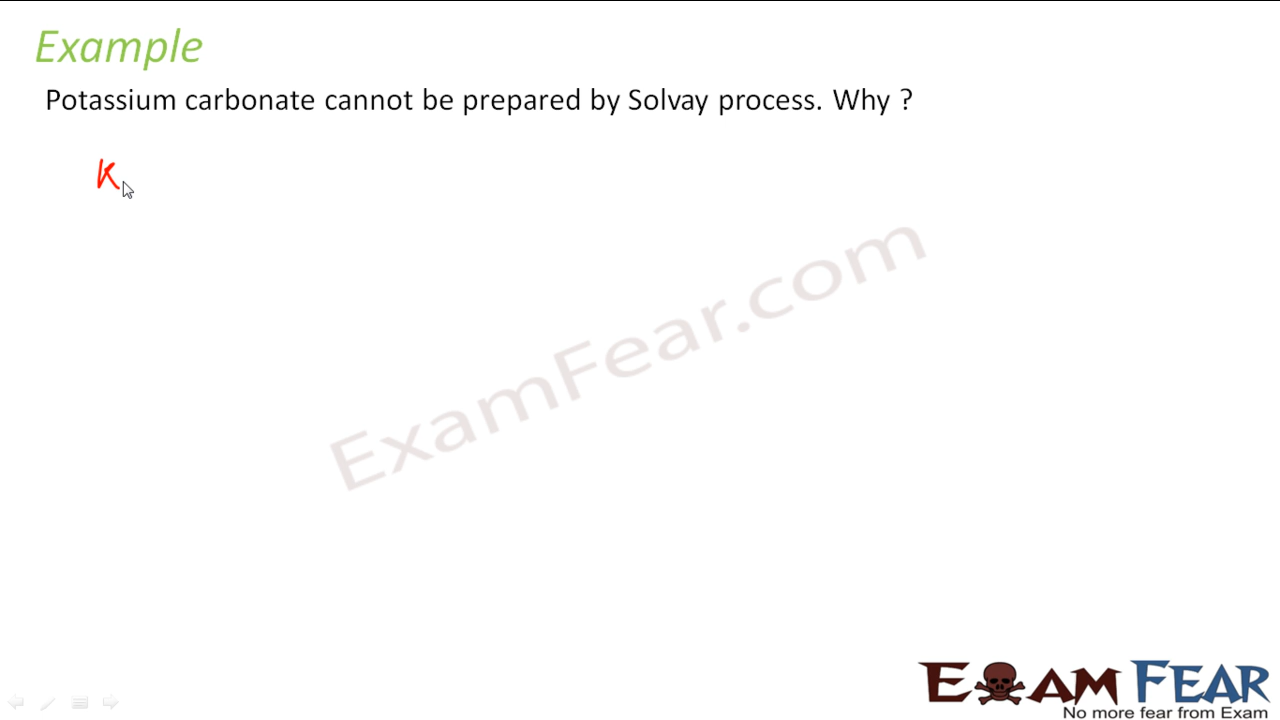 Example
Potassium carbonate cannot be prepared by Solvay process. Why ?
K
ExamFear.com
EXAM FEAR
No more fear from Exam